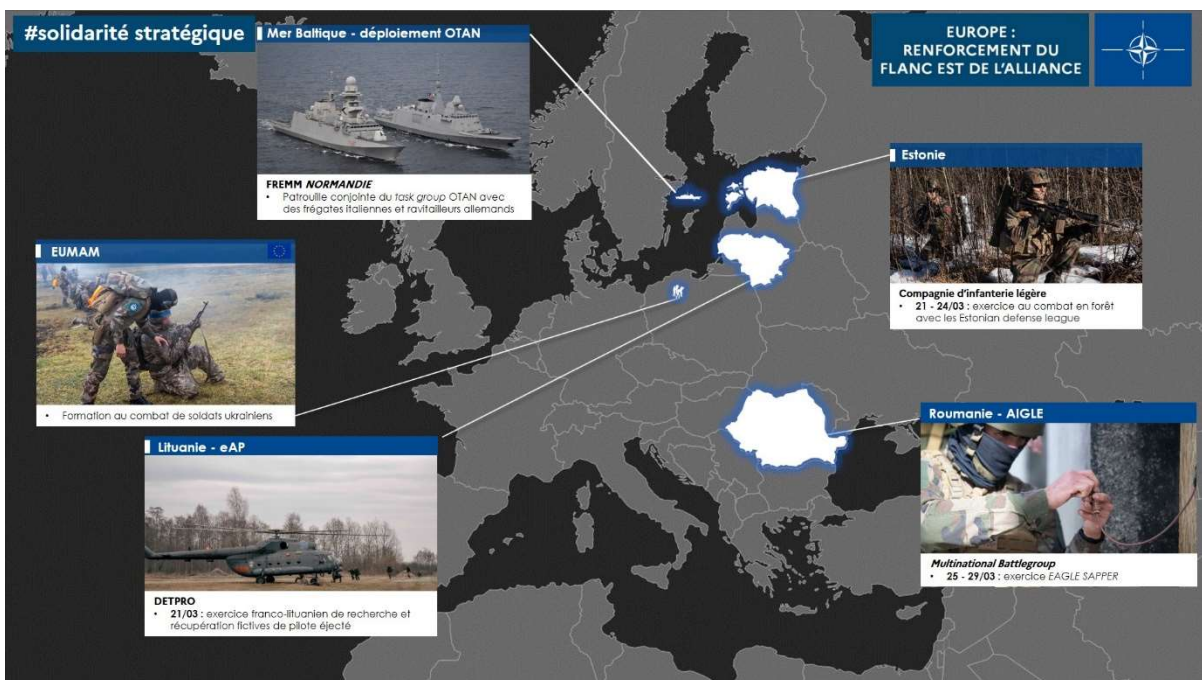 #solidarité stratégique
EUROPE :
RENFORCEMENT DU
FLANC EST DE L'ALLIANCE
Mer Baltique - déploiement OTAN
FREMM NORMANDIE
• Patrouille conjointe du task group OTAN avec
des frégates italiennes et ravitailleurs allemands
Estonie
Compagnie d'infanterie légère
• 21 - 24/03 : exercice au combat en forêt
avec les Estonian defense league
EUMAM
• Formation au combat de soldats ukrainiens
Lituanie - eAP
DETPRO
• 21/03 : exercice franco-lituanien de recherche et
récupération fictives de pilote éjecté
Roumanie - AIGLE
Multinational Battlegroup
• 25 - 29/03 : exercice EAGLE SAPPER